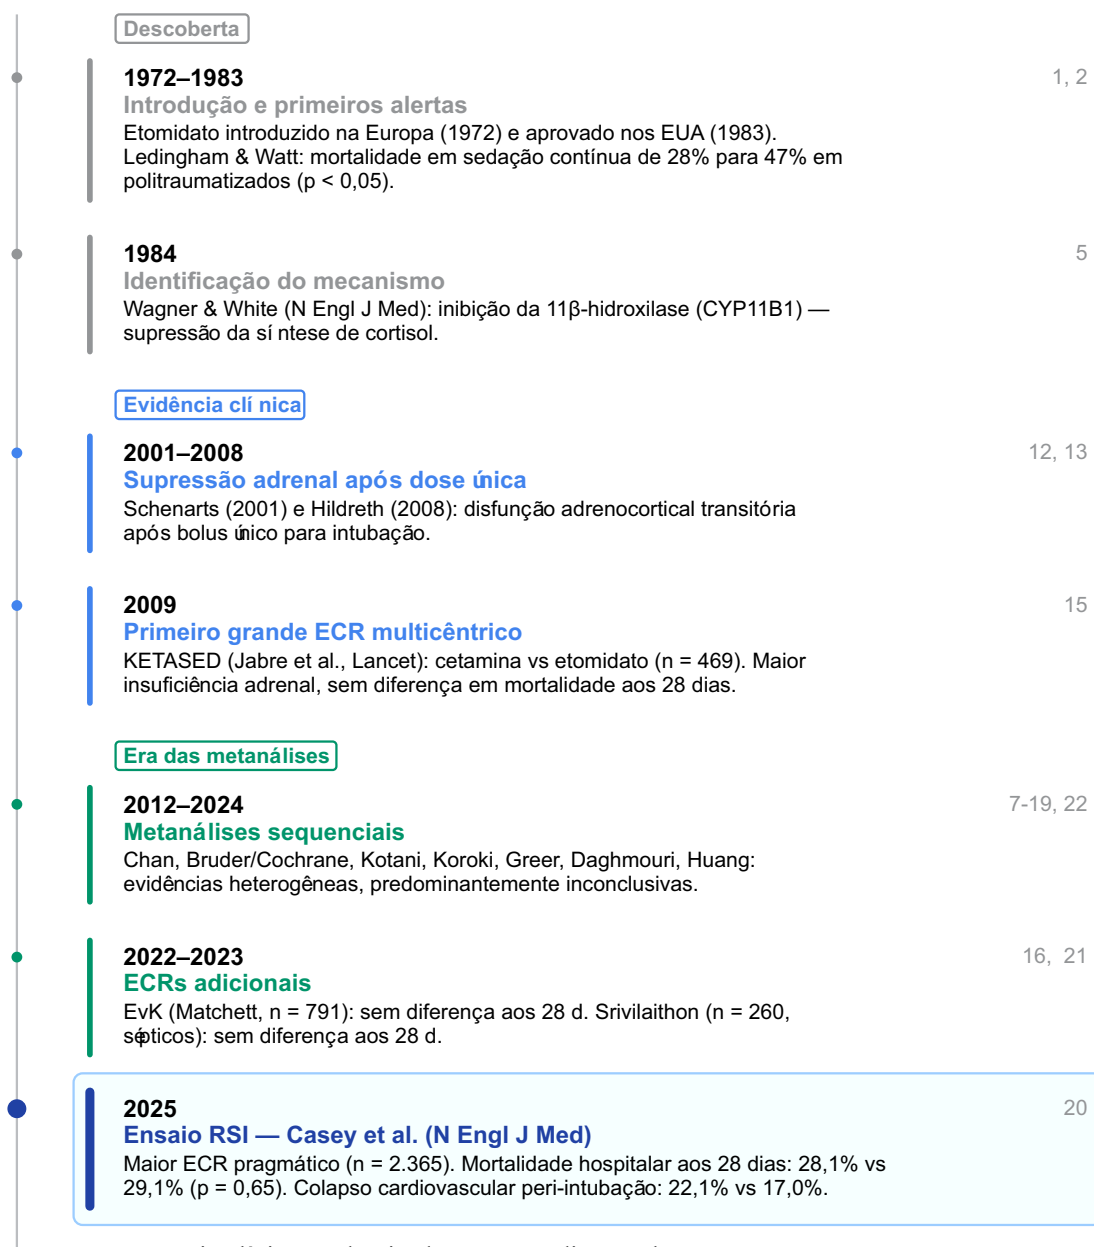 Descoberta
1972–1983
1, 2
Introdução e primeiros alertas
Etomidato introduzido na Europa (1972) e aprovado nos EUA (1983).
Ledingham & Watt: mortalidade em sedação contínua de 28% para 47% em
politraumatizados (p < 0,05).
1984
5
Identificação do mecanismo
Wagner & White (N Engl J Med): inibição da 11β-hidroxilase (CYP11B1) —
supressão da síntese de cortisol.
Evidência clínica
2001–2008
12, 13
Supressão adrenal após dose única
Schenarts (2001) e Hildreth (2008): disfunção adrenocortical transitória
após bolus único para intubação.
2009
15
Primeiro grande ECR multicêntrico
KETASED (Jabre et al., Lancet): cetamina vs etomidato (n = 469). Maior
insuficiência adrenal, sem diferença em mortalidade aos 28 dias.
Era das metanálises
2012–2024
7-19, 22
Metanálises sequenciais
Chan, Bruder/Cochrane, Kotani, Koroki, Greer, Daghmouri, Huang:
evidências heterogêneas, predominantemente inconclusivas.
2022–2023
16, 21
ECRs adicionais
EvK (Matchett, n = 791): sem diferença aos 28 d. Srivilaithon (n = 260,
sépticos): sem diferença aos 28 d.
2025
20
Ensaio RSI — Casey et al. (N Engl J Med)
Maior ECR pragmático (n = 2.365). Mortalidade hospitalar aos 28 dias: 28,1% vs
29,1% (p = 0,65). Colapso cardiovascular peri-intubação: 22,1% vs 17,0%.